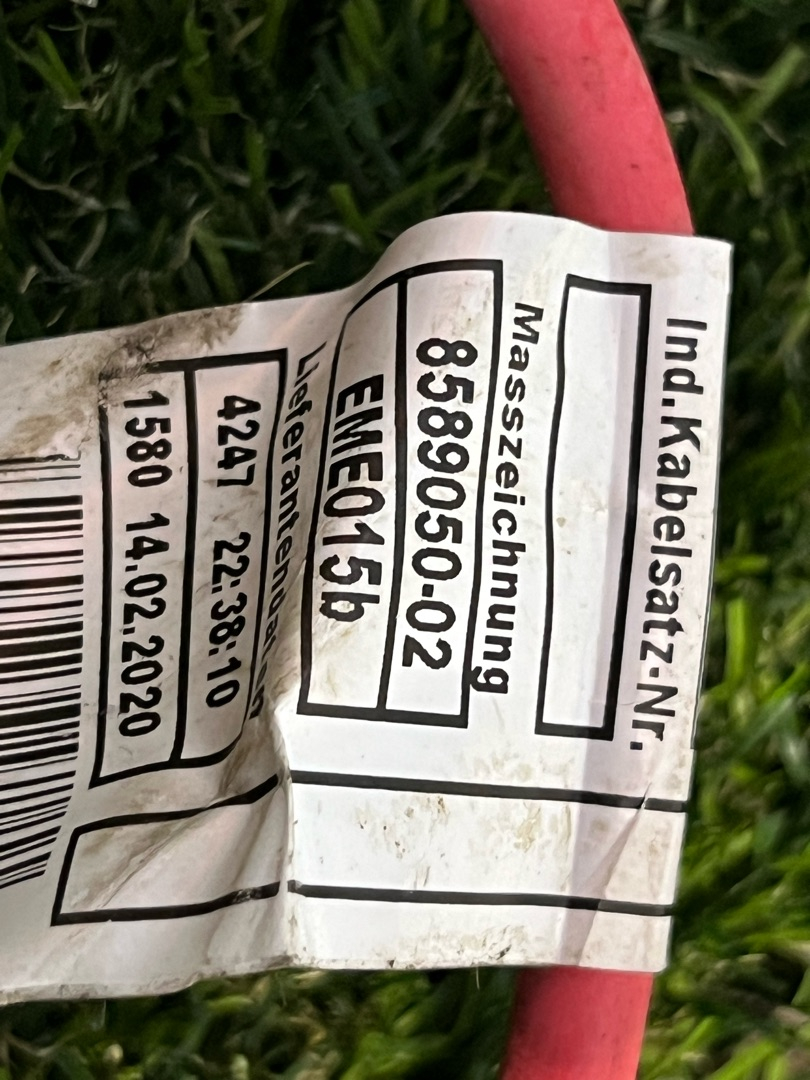 Ind.Kabelsatz-Nr.
Masszeichnung
8589050-02
EME015b
Lieferantendaten
4247 22:38:10
1580 14.02.2020